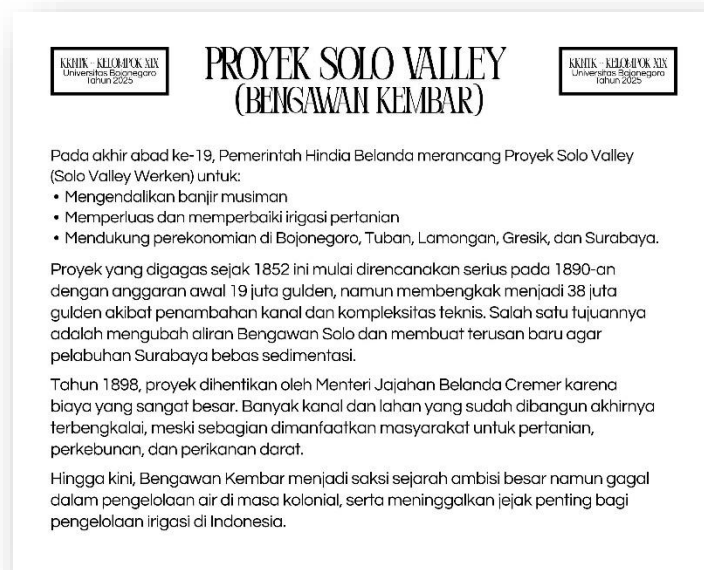 KKNTK - KELOMPOK XIX
Universitas Bojonegoro
Tahun 2025
PROYEK SOLO VALLEY
(BENGAWAN KEMBAR)
KKNTK - KELOMPOK XIX
Universitas Bojonegoro
Tahun 2025
Pada akhir abad ke-19, Pemerintah Hindia Belanda merancang Proyek Solo Valley
(Solo Valley Werken) untuk:
• Mengendalikan banjir musiman
• Memperluas dan memperbaiki irigasi pertanian
• Mendukung perekonomian di Bojonegoro, Tuban, Lamongan, Gresik, dan Surabaya.
Proyek yang digagas sejak 1852 ini mulai direncanakan serius pada 1890-an
dengan anggaran awal 19 juta gulden, namun membengkak menjadi 38 juta
gulden akibat penambahan kanal dan kompleksitas teknis. Salah satu tujuannya
adalah mengubah aliran Bengawan Solo dan membuat terusan baru agar
pelabuhan Surabaya bebas sedimentasi.
Tahun 1898, proyek dihentikan oleh Menteri Jajahan Belanda Cremer karena
biaya yang sangat besar. Banyak kanal dan lahan yang sudah dibangun akhirnya
terbengkalai, meski sebagian dimanfaatkan masyarakat untuk pertanian,
perkebunan, dan perikanan darat.
Hingga kini, Bengawan Kembar menjadi saksi sejarah ambisi besar namun gagal
dalam pengelolaan air di masa kolonial, serta meninggalkan jejak penting bagi
pengelolaan irigasi di Indonesia.